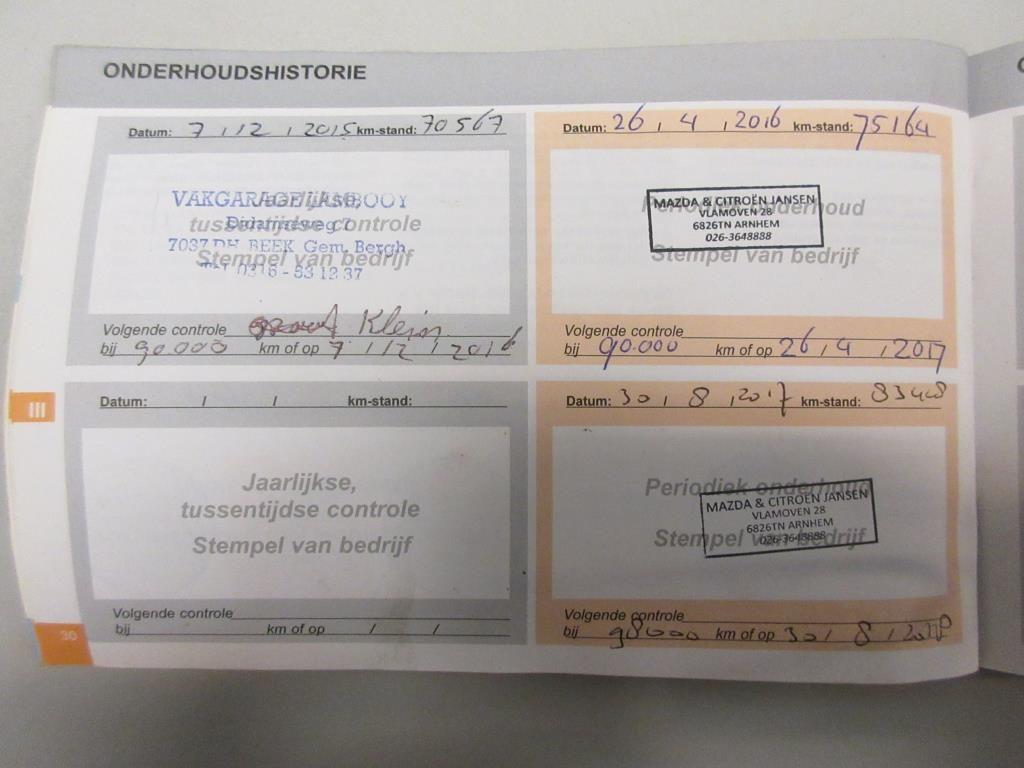 ONDERHOUDSHISTORIE
Datum: 7 / 12 / 2015 km-stand: 70567
Jaarlijkse,
tussentijdse controle
Stempel van bedrijf
VAKGARAGE LAMBOOY
7037 DH BEEK Gem. Bergh
Volgende controle Klein
bij 90.000 km of op 7 / 12 / 2016
Datum: 26 / 4 / 2016 km-stand: 75164
Periodiek onderhoud
Stempel van bedrijf
MAZDA & CITROËN JANSEN
VLAMOVEN 28
6826TN ARNHEM
026-3648888
Volgende controle
bij 90.000 km of op 26 / 4 / 2017
Datum: / / km-stand:
Jaarlijkse,
tussentijdse controle
Stempel van bedrijf
Volgende controle
bij km of op / /
Datum: 30 / 8 / 2017 km-stand: 83428
Periodiek onderhoud
Stempel van bedrijf
MAZDA & CITROËN JANSEN
VLAMOVEN 28
6826TN ARNHEM
026-3648888
Volgende controle
bij 98000 km of op 30 / 8 / 2018
III
30